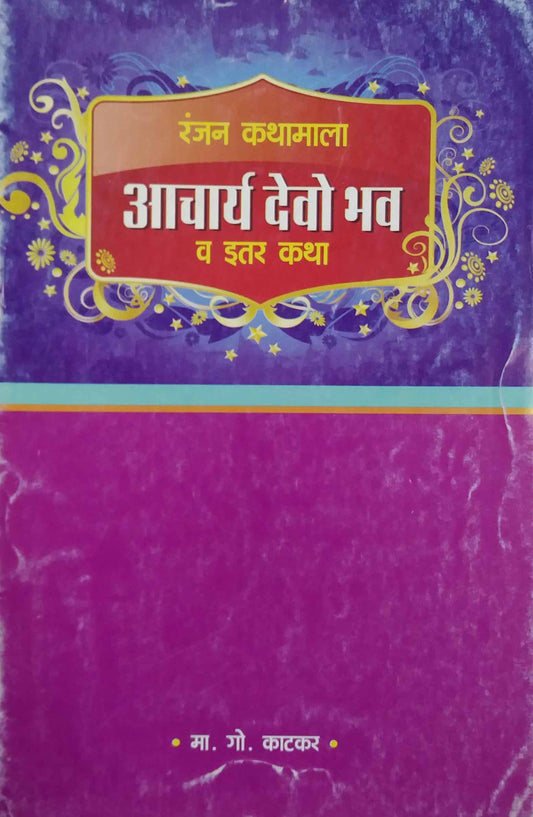 रंजन कथामाला
आचार्य देवो भव
व इतर कथा
• मा. गो. काटकर •